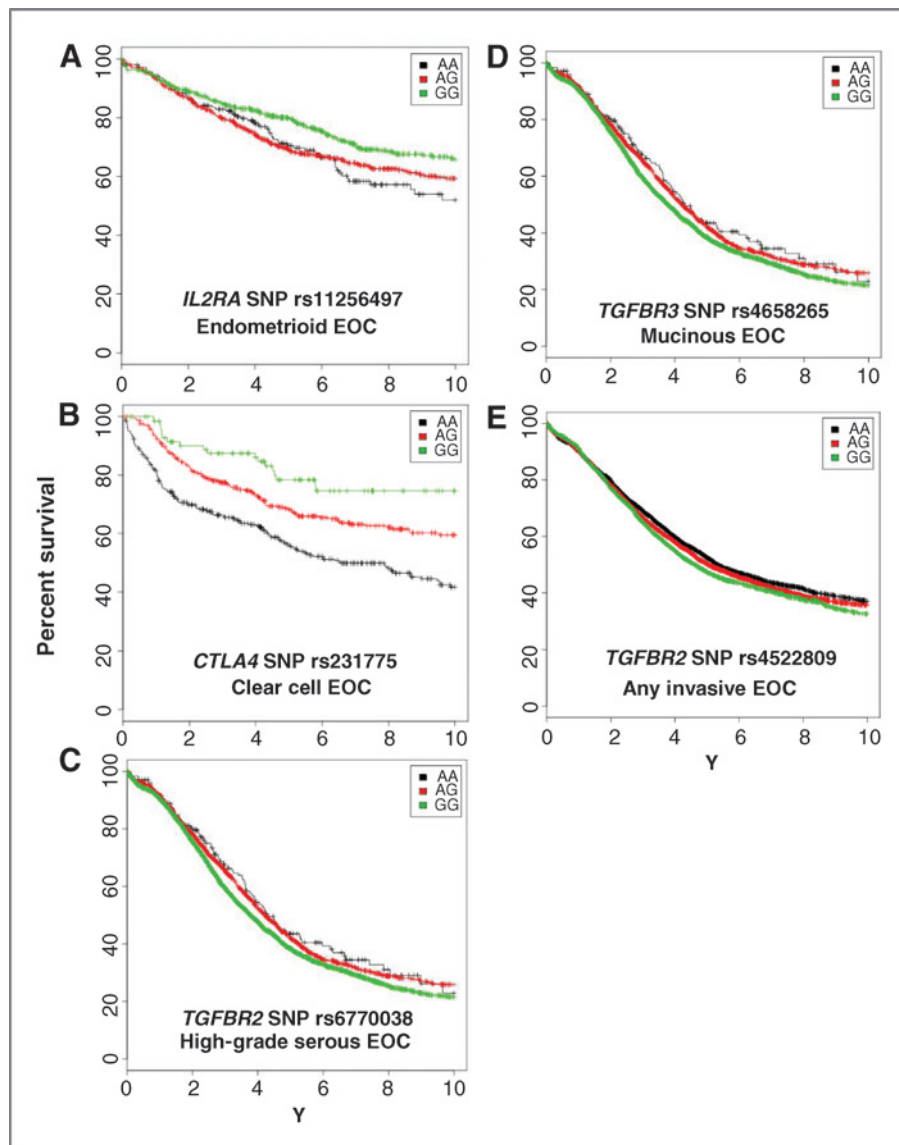 A
100
80
60
40
20
0
AA
AG
GG
IL2RA SNP rs11256497
Endometrioid EOC
0 2 4 6 8 10
B
100
80
60
40
20
0
AA
AG
GG
CTLA4 SNP rs231775
Clear cell EOC
0 2 4 6 8 10
Percent survival
C
100
80
60
40
20
0
AA
AG
GG
TGFBR2 SNP rs6770038
High-grade serous EOC
0 2 4 6 8 10
Y
D
100
80
60
40
20
0
AA
AG
GG
TGFBR3 SNP rs4658265
Mucinous EOC
0 2 4 6 8 10
E
100
80
60
40
20
0
AA
AG
GG
TGFBR2 SNP rs4522809
Any invasive EOC
0 2 4 6 8 10
Y